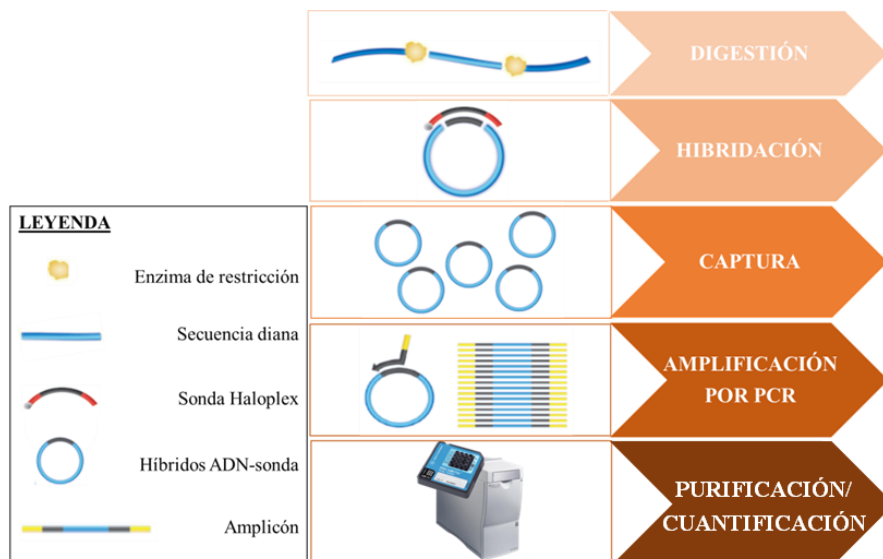 DIGESTIÓN
HIBRIDACIÓN
LEYENDA
Enzima de restricción
Secuencia diana
Sonda Haloplex
Híbridos ADN-sonda
Amplicón
CAPTURA
AMPLIFICACIÓN
POR PCR
PURIFICACIÓN/
CUANTIFICACIÓN